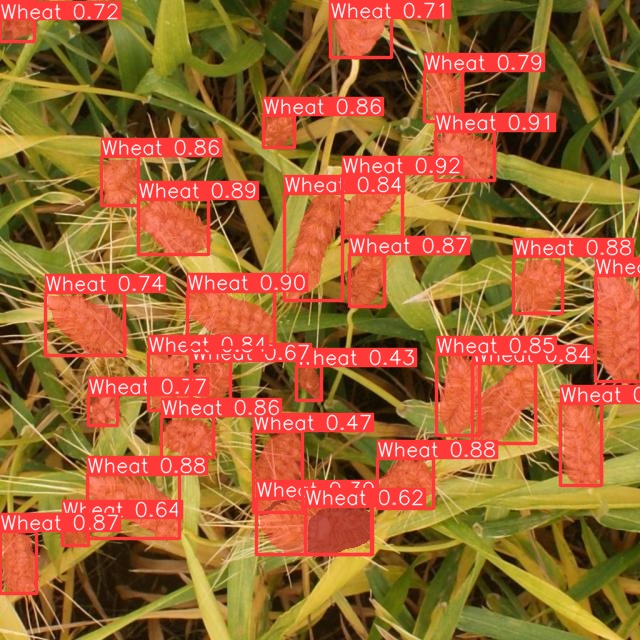 Wheat 0.72
Wheat 0.71
Wheat 0.79
Wheat 0.86
Wheat 0.91
Wheat 0.86
Wheat 0.92
Wheat 0.84
Wheat 0.89
Wheat 0.87
Wheat 0.88
Wheat 0.74
Wheat 0.90
Wheat 0.84
0.67
0.43
Wheat 0.85
0.84
Wheat 0.77
Wheat 0.86
Wheat 0.47
Wheat 0.88
Wheat 0.88
Wheat
Wheat 0.62
0.64
Wheat 0.87